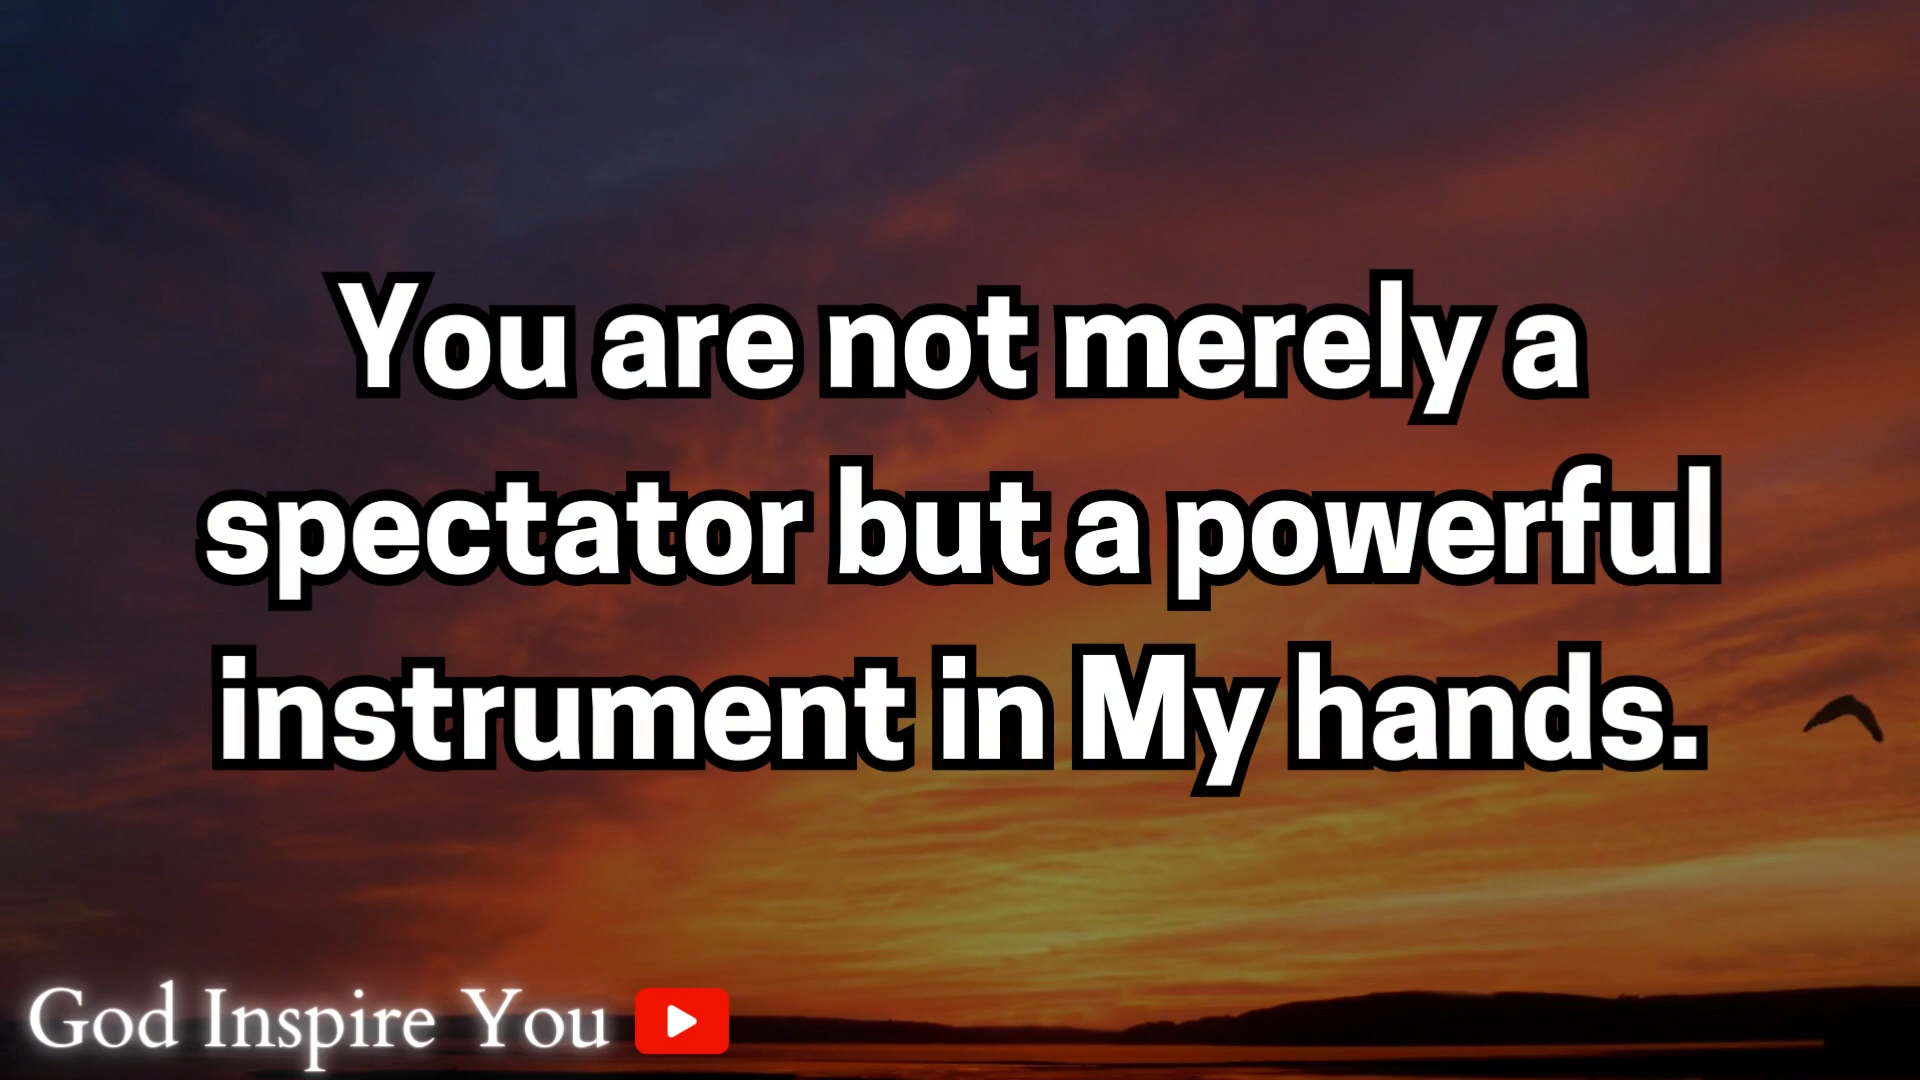 You are not merely a
spectator but a powerful
instrument in My hands.
God Inspire You